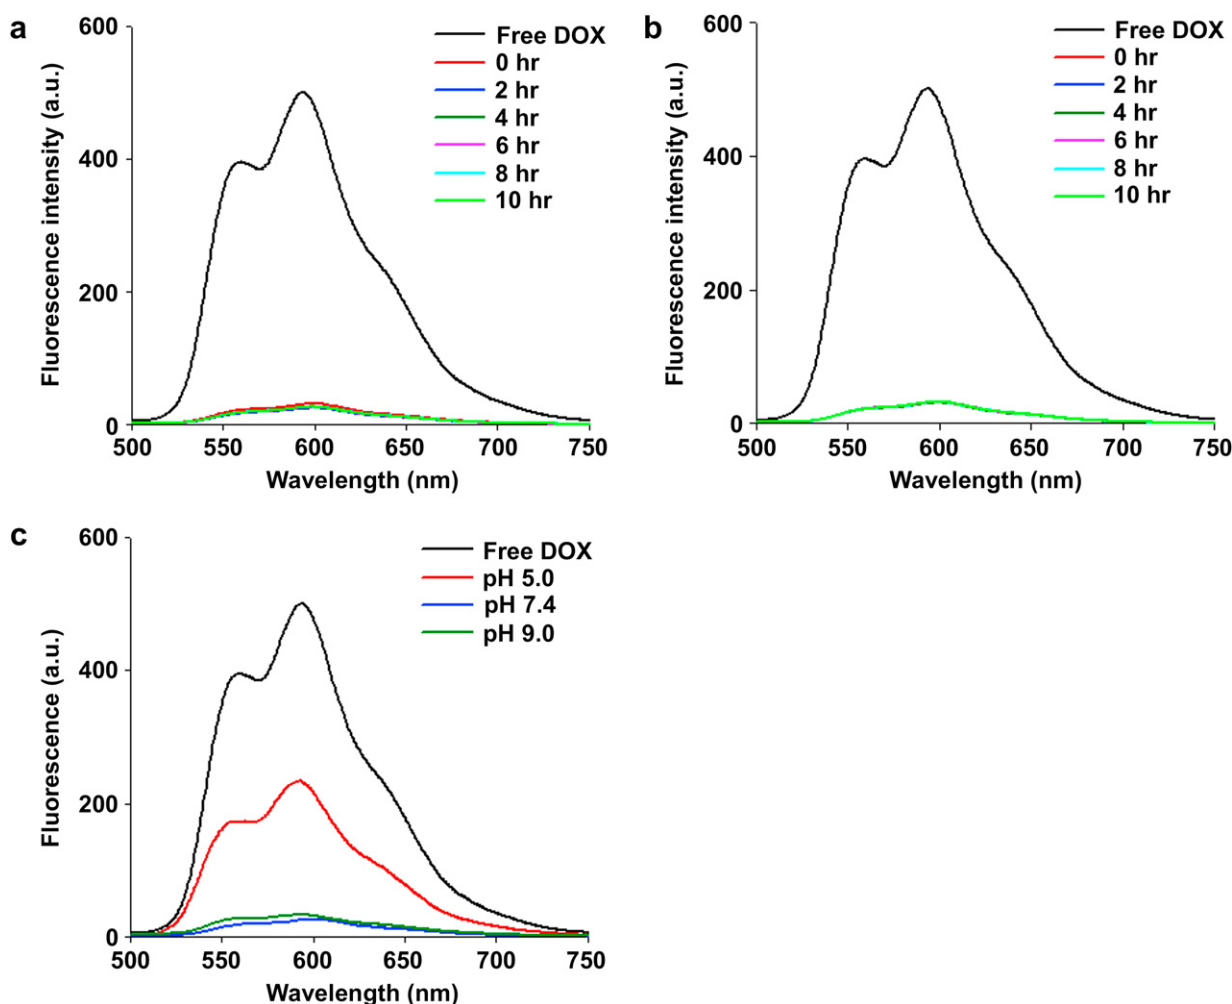 a
600
400
200
0
Fluorescence intensity (a.u.)
500 550 600 650 700 750
Wavelength (nm)
Free DOX
0 hr
2 hr
4 hr
6 hr
8 hr
10 hr
b
600
400
200
0
Fluorescence intensity (a.u.)
500 550 600 650 700 750
Wavelength (nm)
Free DOX
0 hr
2 hr
4 hr
6 hr
8 hr
10 hr
c
600
400
200
0
Fluorescence (a.u.)
500 550 600 650 700 750
Wavelength (nm)
Free DOX
pH 5.0
pH 7.4
pH 9.0